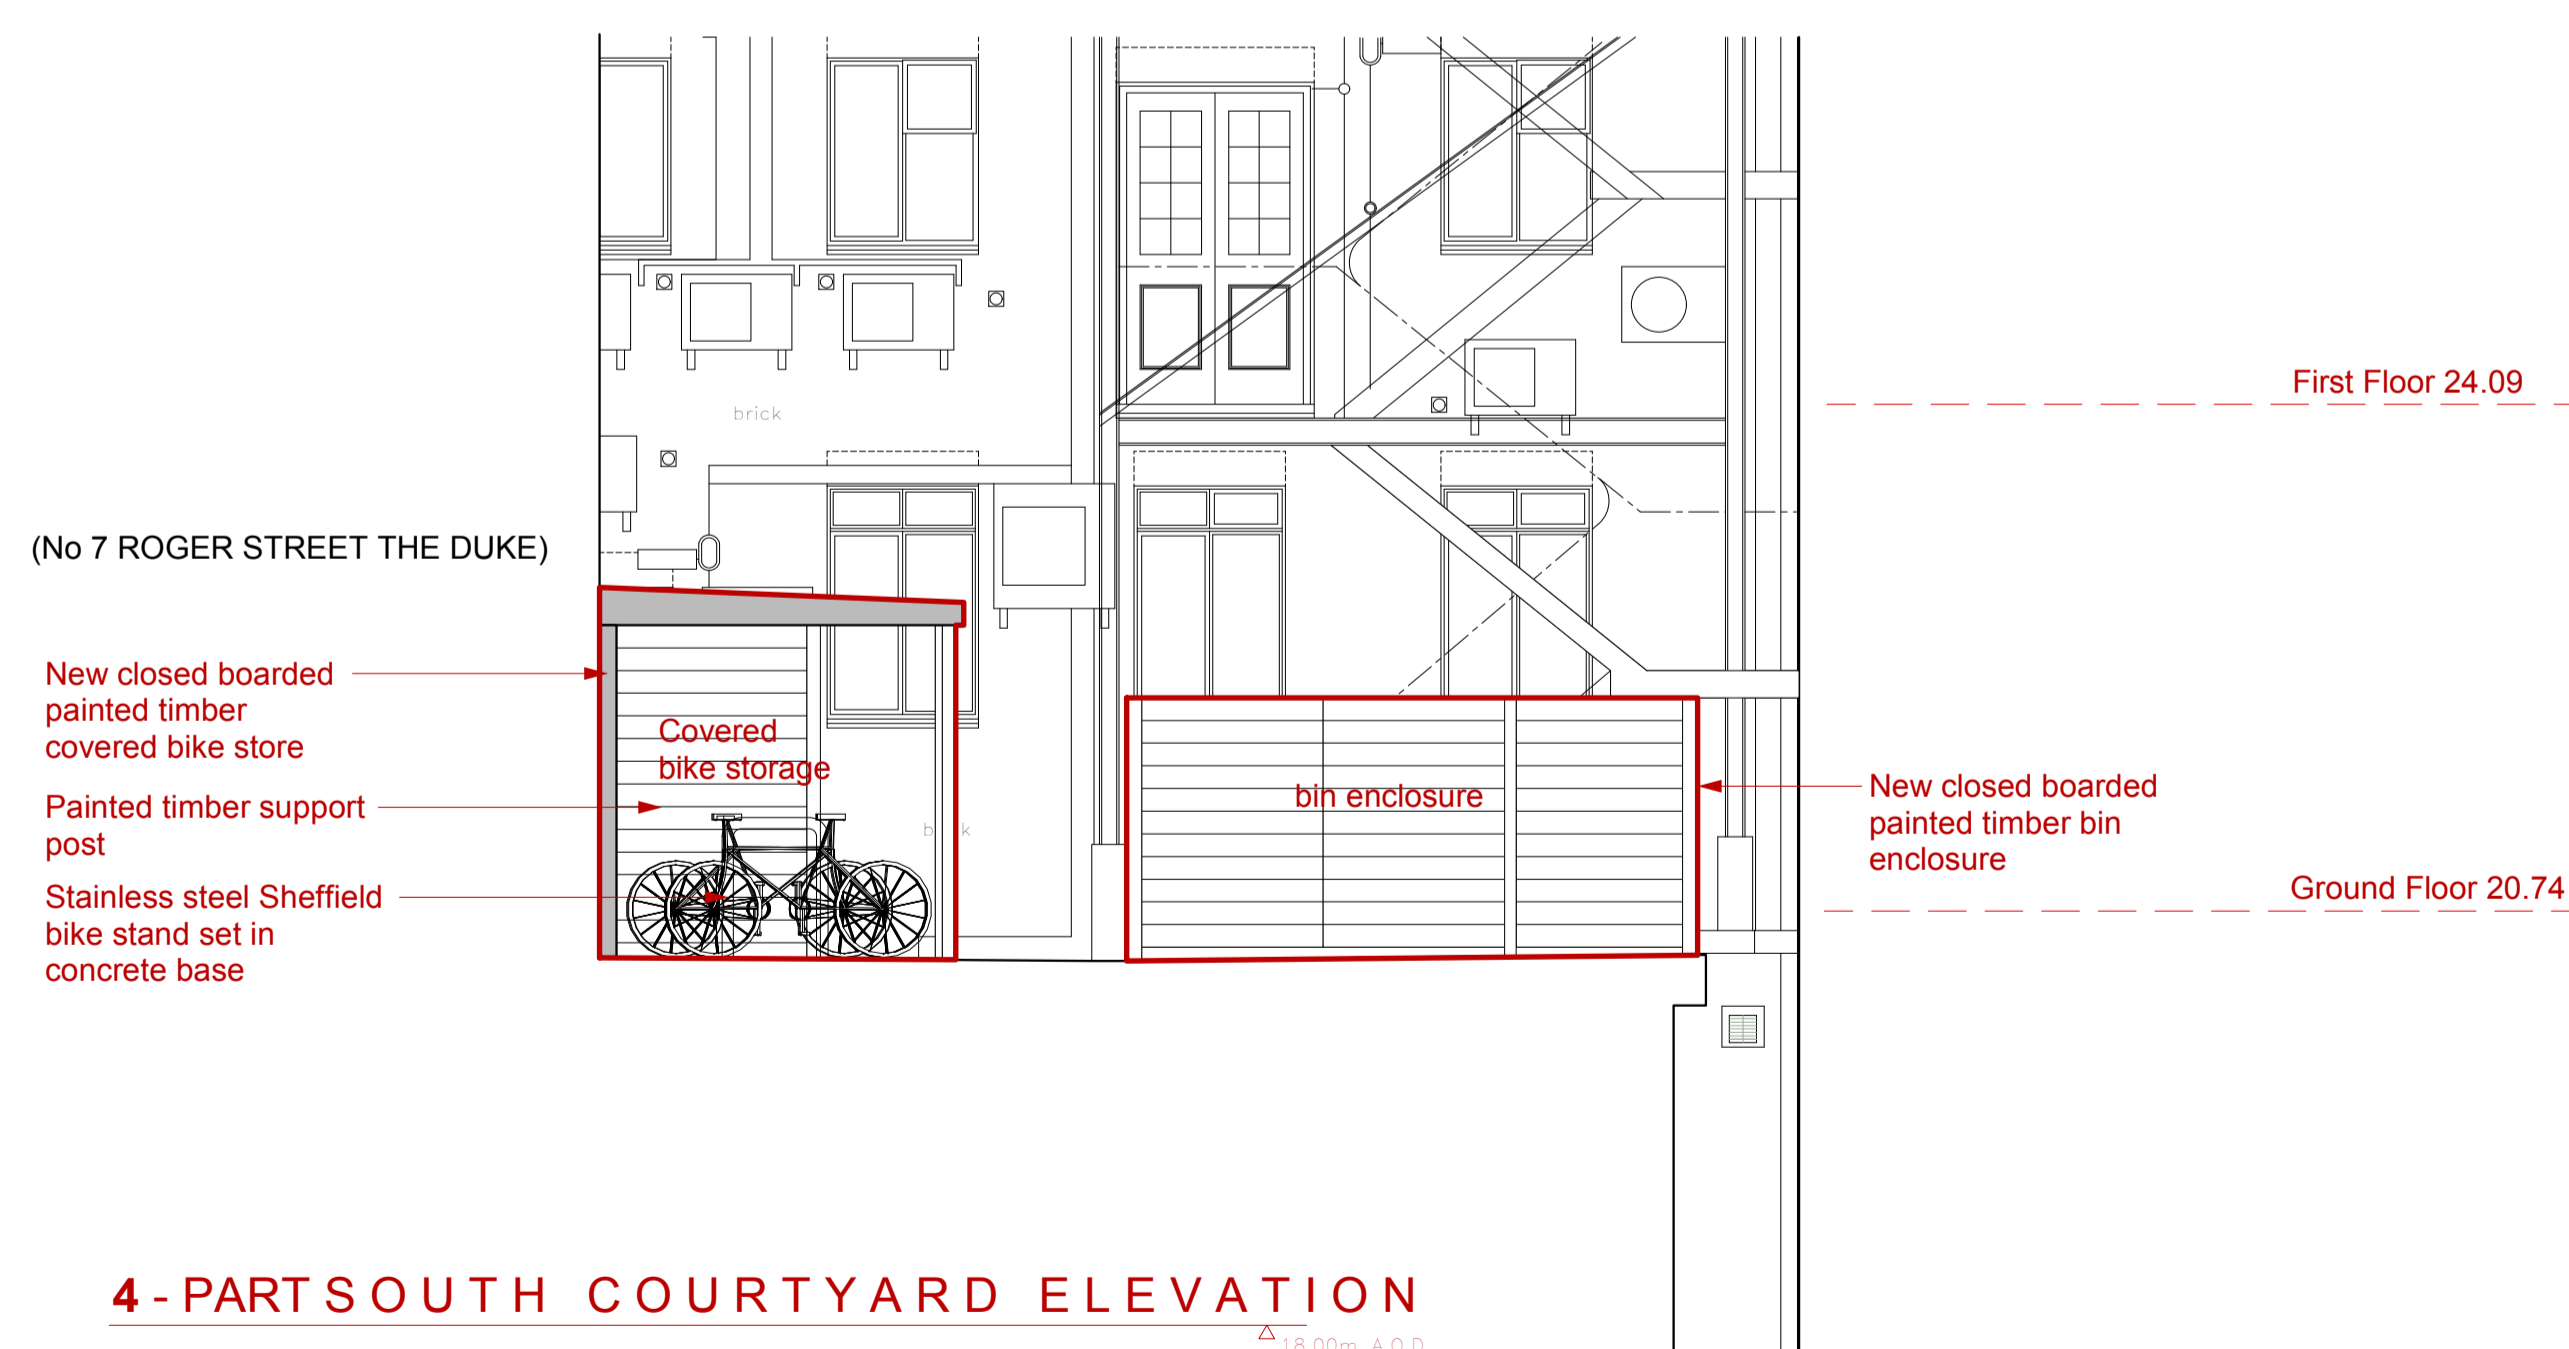 brick
First Floor 24.09
(No 7 ROGER STREET THE DUKE)
New closed boarded
painted timber
covered bike store
Painted timber support
post
Stainless steel Sheffield
bike stand set in
concrete base
Covered
bike storage
bin enclosure
New closed boarded
painted timber bin
enclosure
Ground Floor 20.74
4 - PART SOUTH COURTYARD ELEVATION
18.00m A.O.D